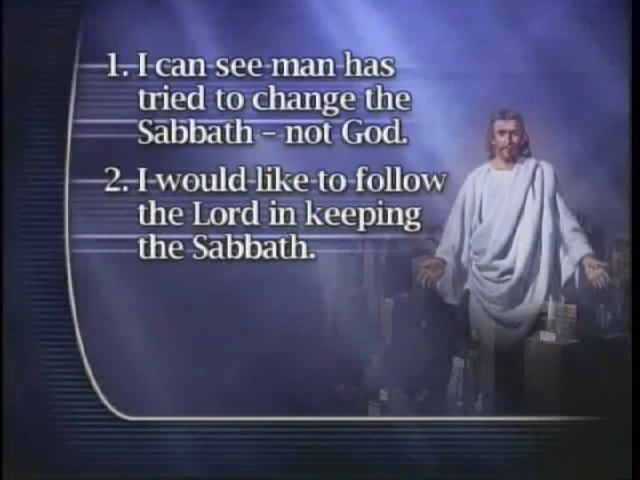 1. I can see man has
tried to change the
Sabbath – not God.
2. I would like to follow
the Lord in keeping
the Sabbath.